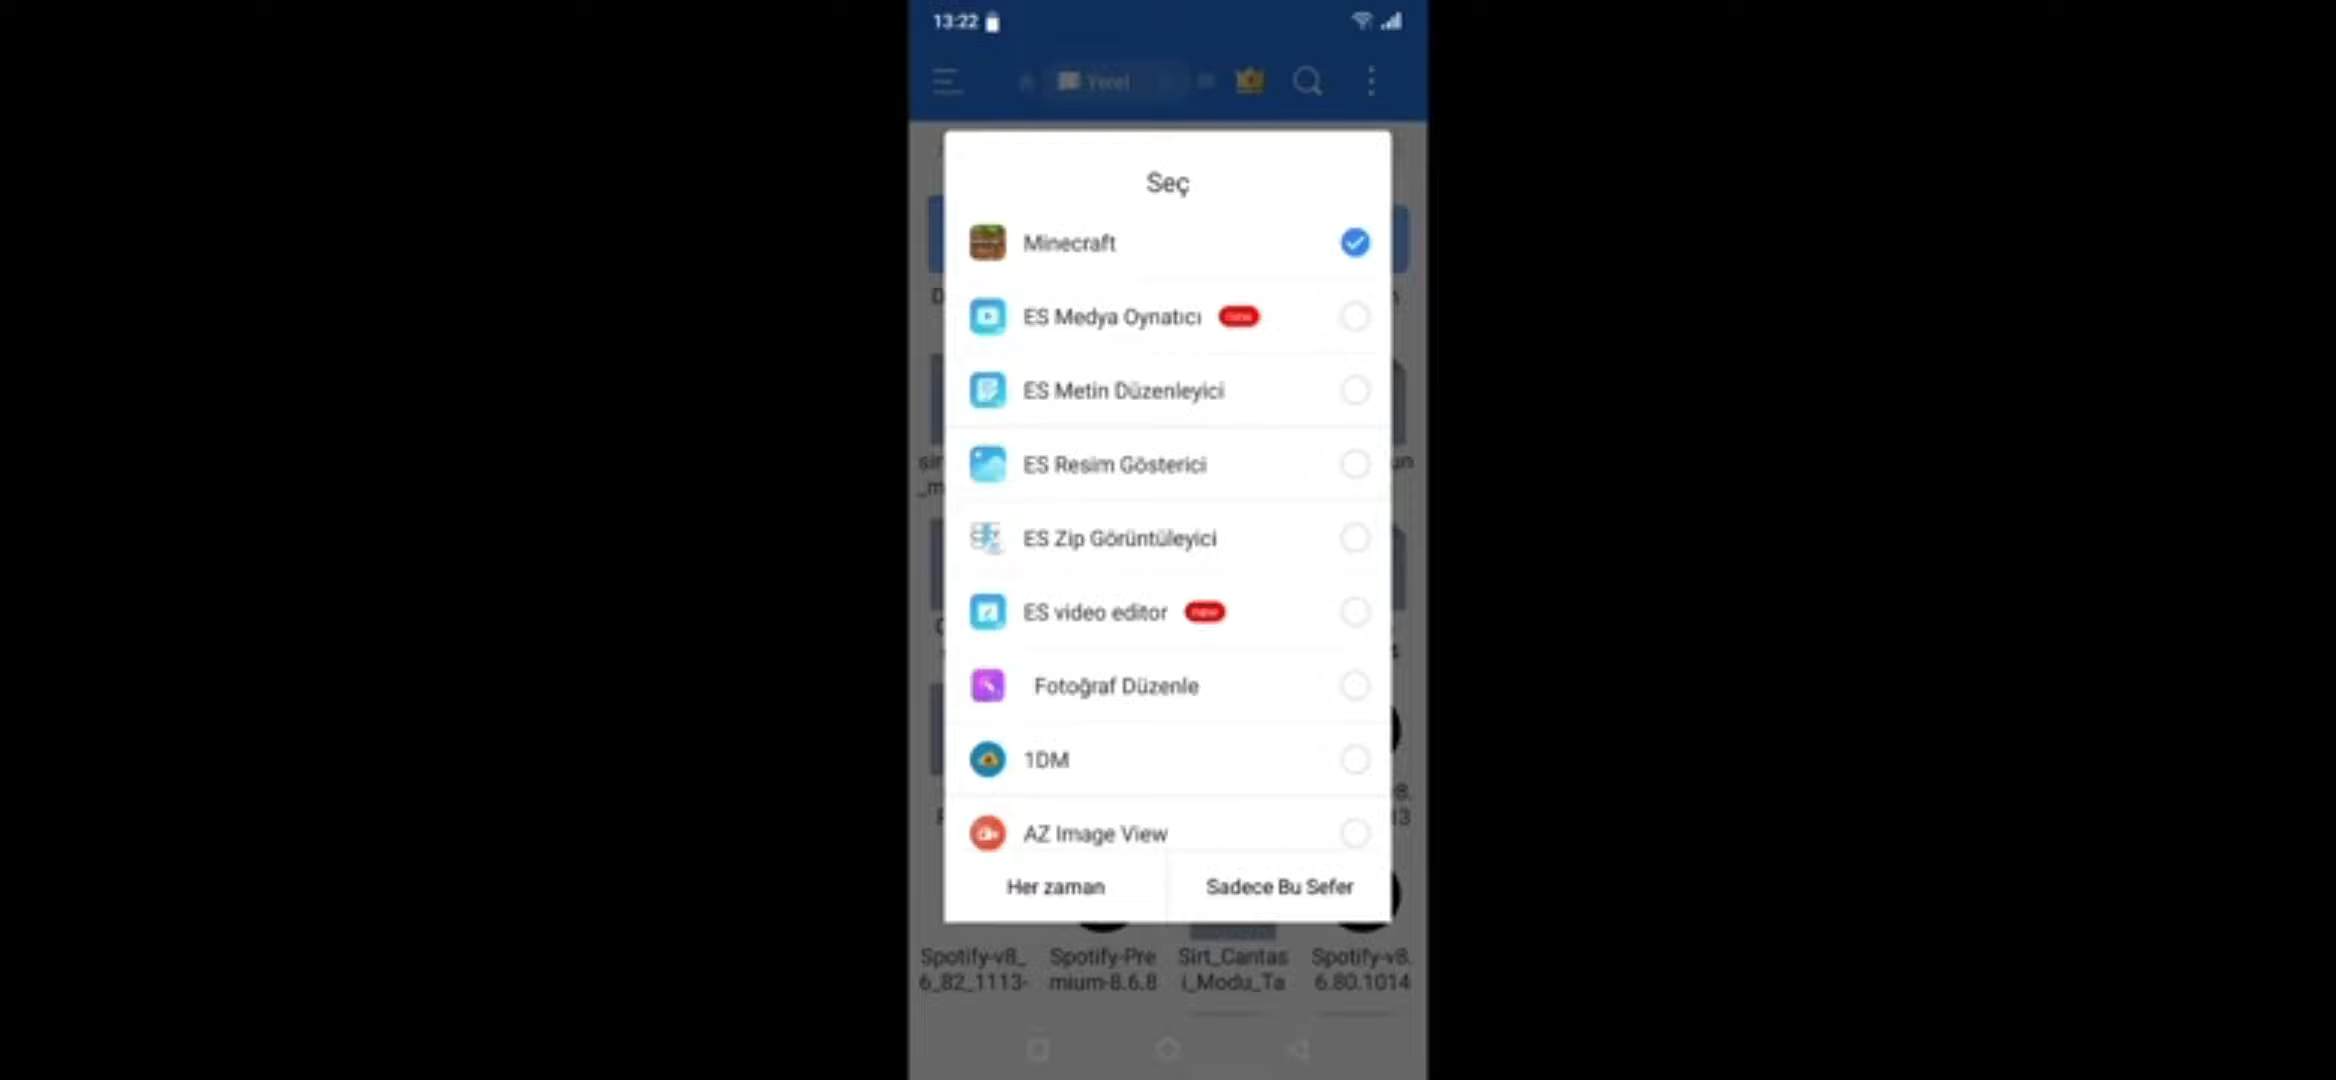 13:22
Yerel
Seç
Minecraft
ES Medya Oynatıcı new
ES Metin Düzenleyici
ES Resim Gösterici
ES Zip Görüntüleyici
ES video editor new
Fotoğraf Düzenle
1DM
AZ Image View
Her zaman
Sadece Bu Sefer
Spotify-v8_ Spotify-Pre Sirt_Cantas Spotify-v8.
6_82_1113- mium-8.6.8 i_Modu_Ta 6.80.1014